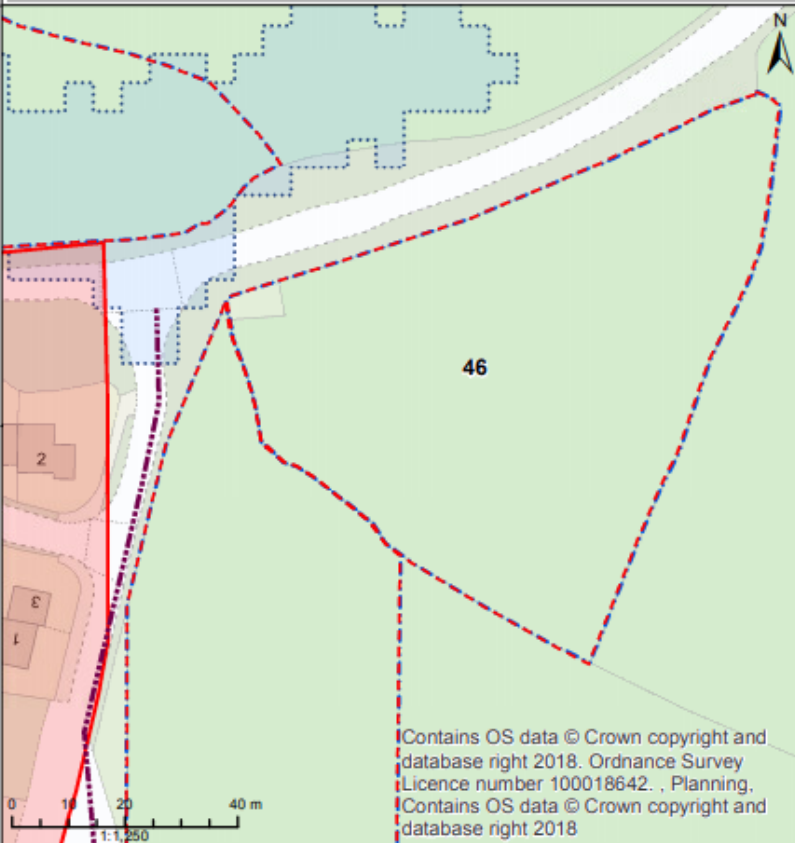 N
46
2
3
1
Contains OS data © Crown copyright and
database right 2018. Ordnance Survey
Licence number 100018642. , Planning,
Contains OS data © Crown copyright and
database right 2018
0 10 20 40 m
1:1,250